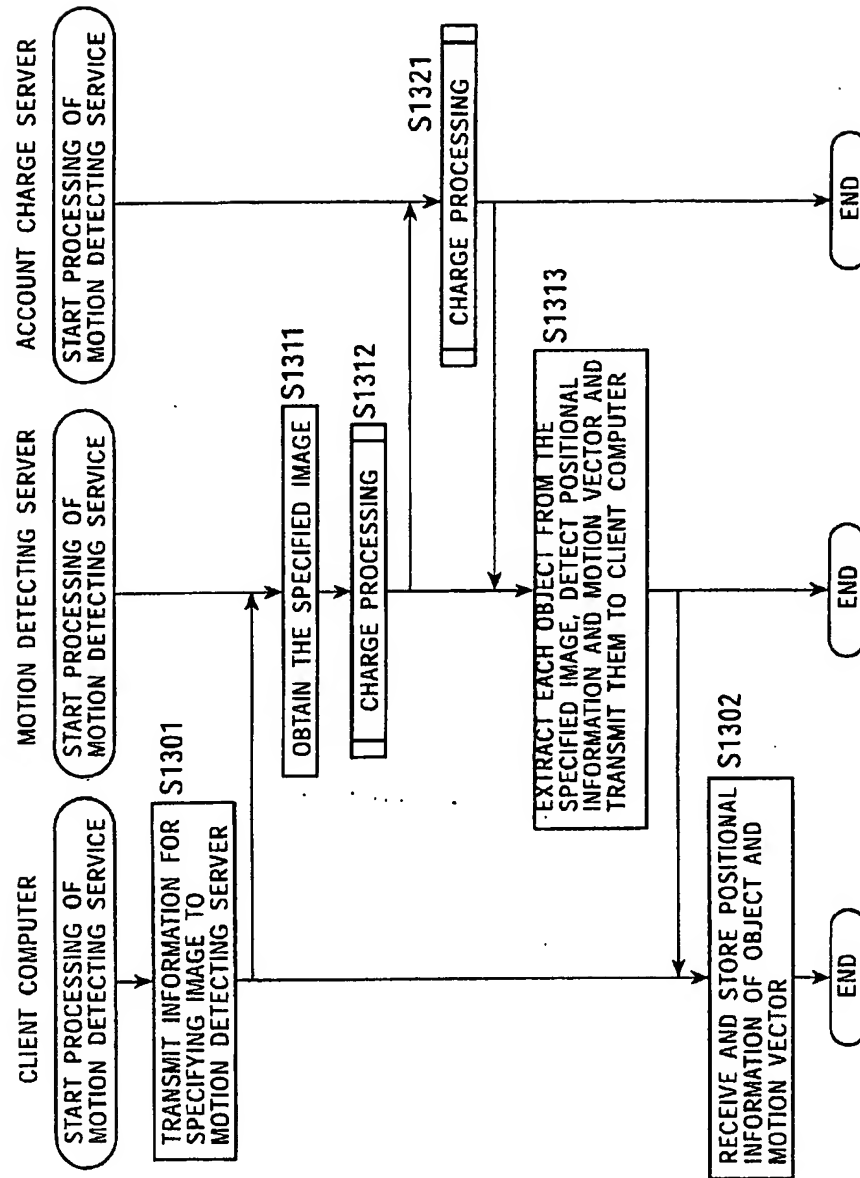 CLIENT COMPUTER
START PROCESSING OF
MOTION DETECTING SERVICE
S1301
TRANSMIT INFORMATION FOR
SPECIFYING IMAGE TO
MOTION DETECTING SERVER
S1302
RECEIVE AND STORE POSITIONAL
INFORMATION OF OBJECT AND
MOTION VECTOR
END
MOTION DETECTING SERVER
START PROCESSING OF
MOTION DETECTING SERVICE
S1311
OBTAIN THE SPECIFIED IMAGE
S1312
CHARGE PROCESSING
S1313
EXTRACT EACH OBJECT FROM THE
SPECIFIED IMAGE, DETECT POSITIONAL
INFORMATION AND MOTION VECTOR AND
TRANSMIT THEM TO CLIENT COMPUTER
END
ACCOUNT CHARGE SERVER
START PROCESSING OF
MOTION DETECTING SERVICE
S1321
CHARGE PROCESSING
END